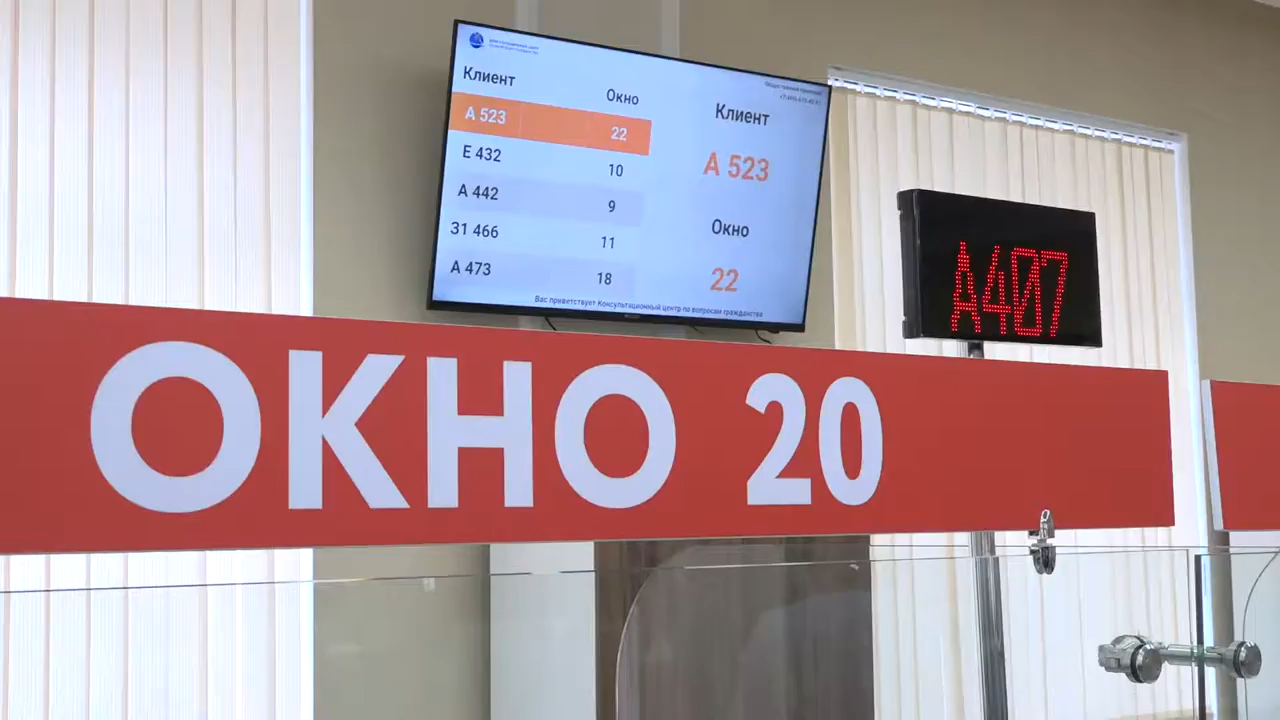 Клиент Окно
А 523 22
Е 432 10
А 442 9
31 466 11
А 473 18
Клиент
А 523
Окно
22
Вас приветствует Консультационный центр по вопросам гражданства
А407
ОКНО 20